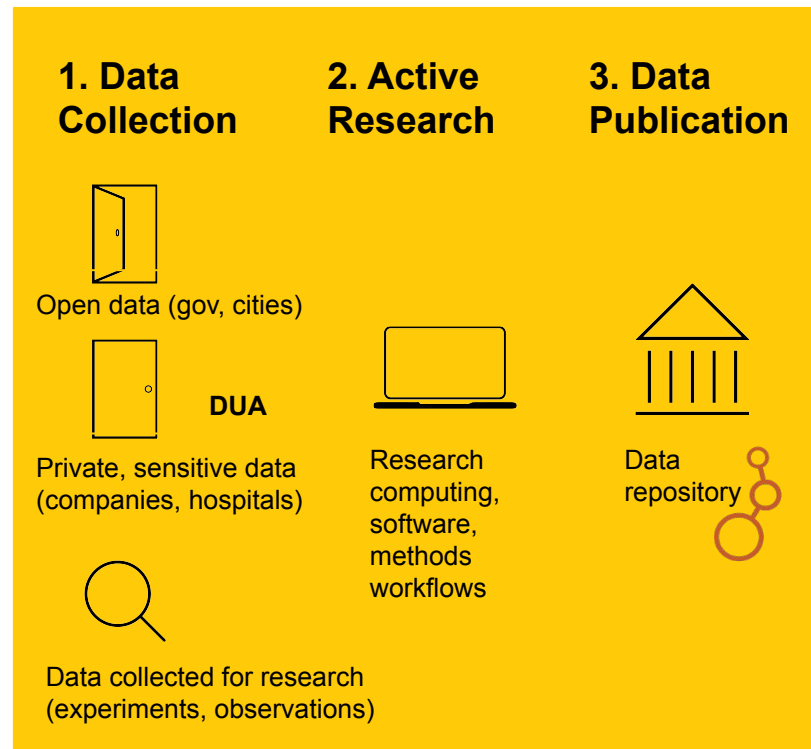 1. Data
Collection
2. Active
Research
3. Data
Publication
Open data (gov, cities)
DUA
Private, sensitive data
(companies, hospitals)
Data collected for research
(experiments, observations)
Research
computing,
software,
methods
workflows
Data
repository